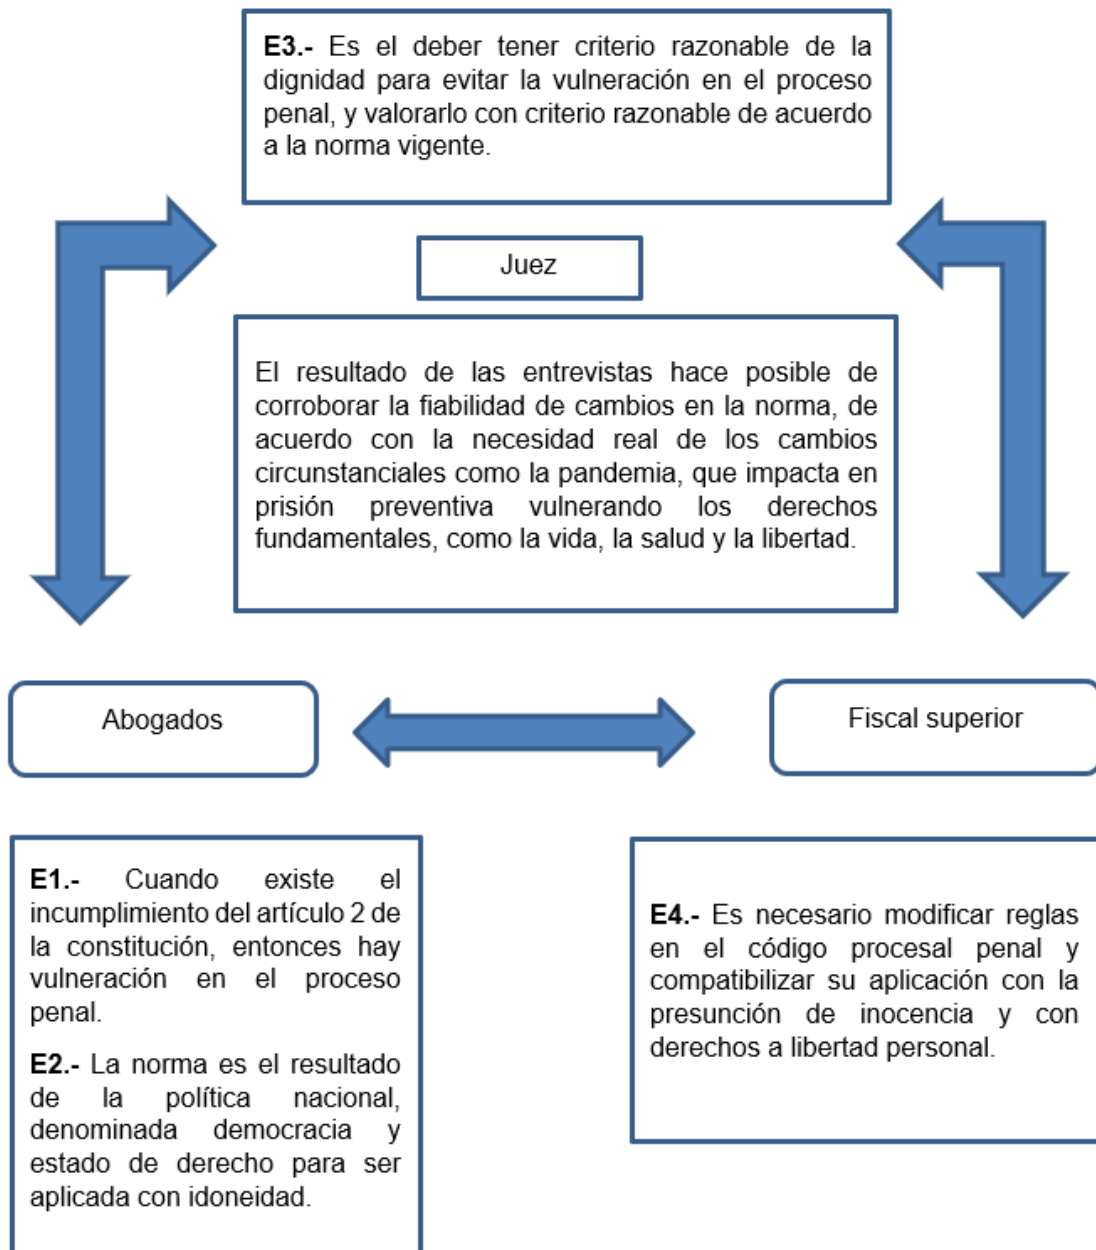 E3.- Es el deber tener criterio razonable de la
dignidad para evitar la vulneración en el proceso
penal, y valorarlo con criterio razonable de acuerdo
a la norma vigente.
Juez
El resultado de las entrevistas hace posible de
corroborar la fiabilidad de cambios en la norma, de
acuerdo con la necesidad real de los cambios
circunstanciales como la pandemia, que impacta en
prisión preventiva vulnerando los derechos
fundamentales, como la vida, la salud y la libertad.
Abogados
Fiscal superior
E1.- Cuando existe el
incumplimiento del artículo 2 de
la constitución, entonces hay
vulneración en el proceso
penal.
E2.- La norma es el resultado
de la política nacional,
denominada democracia y
estado de derecho para ser
aplicada con idoneidad.
E4.- Es necesario modificar reglas
en el código procesal penal y
compatibilizar su aplicación con la
presunción de inocencia y con
derechos a libertad personal.